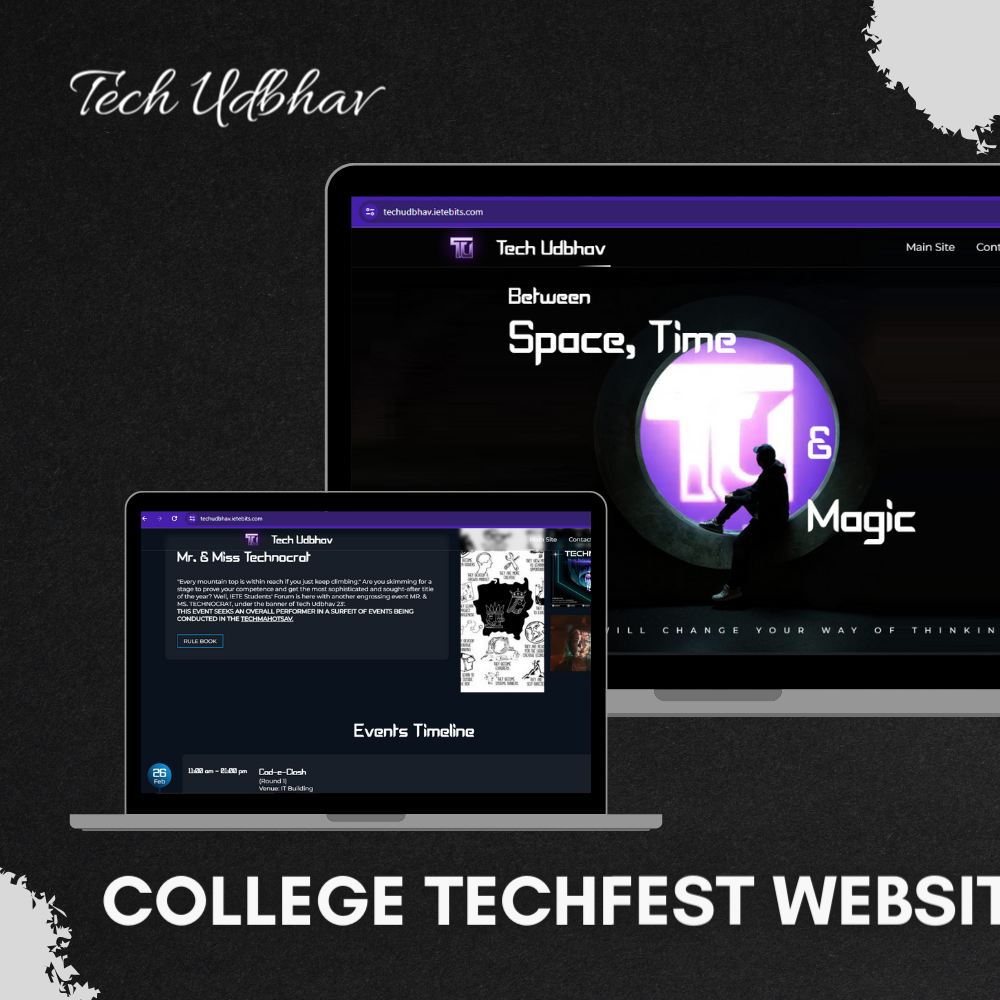 Tech Udbhav
techudbhav.ietebits.com
Tech Udbhav
Main Site Cont
Between
Space, Time
TU
&
Magic
WILL CHANGE YOUR WAY OF THINKIN
techudbhav.ietebits.com
Tech Udbhav
Main Site Contac
Mr. & Miss Technocrat
TECHN
"Every mountain top is within reach if you just keep climbing." Are you skimming for a
stage to prove your competence and get the most sophisticated and sought-after title
of the year? Well, IETE Students' Forum is here with another engrossing event MR. &
MS. TECHNOCRAT, under the banner of Tech Udbhav 23'.
THIS EVENT SEEKS AN OVERALL PERFORMER IN A SURFEIT OF EVENTS BEING
CONDUCTED IN THE TECHMAHOTSAV.
RULE BOOK
Events Timeline
26
Feb
11:00 am - 01:00 pm
Cod-e-Clash
(Round 1)
Venue: IT Building
COLLEGE TECHFEST WEBSIT